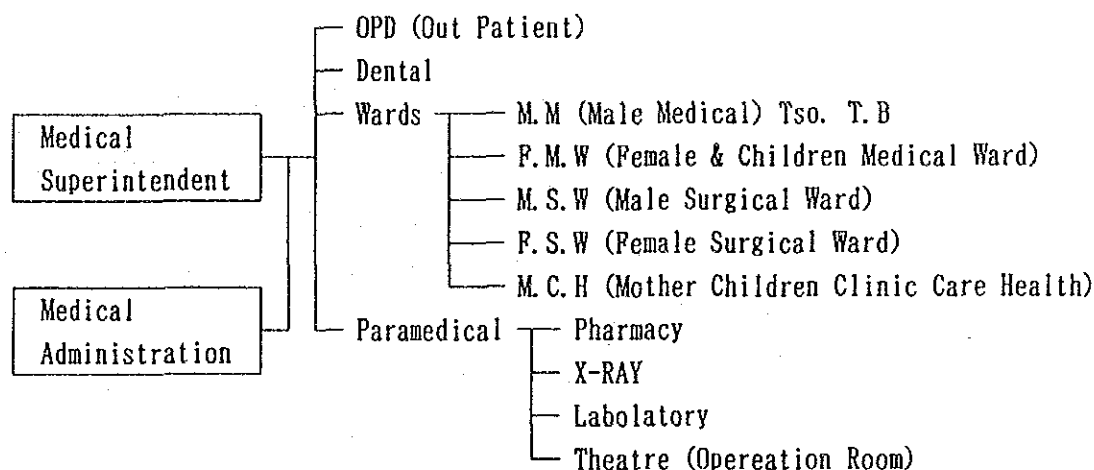 OPD (Out Patient)
Dental
Wards
M.M (Male Medical) Tso. T.B
F.M.W (Female & Children Medical Ward)
M.S.W (Male Surgical Ward)
F.S.W (Female Surgical Ward)
M.C.H (Mother Children Clinic Care Health)
Medical
Superintendent
Medical
Administration
Paramedical
Pharmacy
X-RAY
Labolatory
Theatre (Opereation Room)